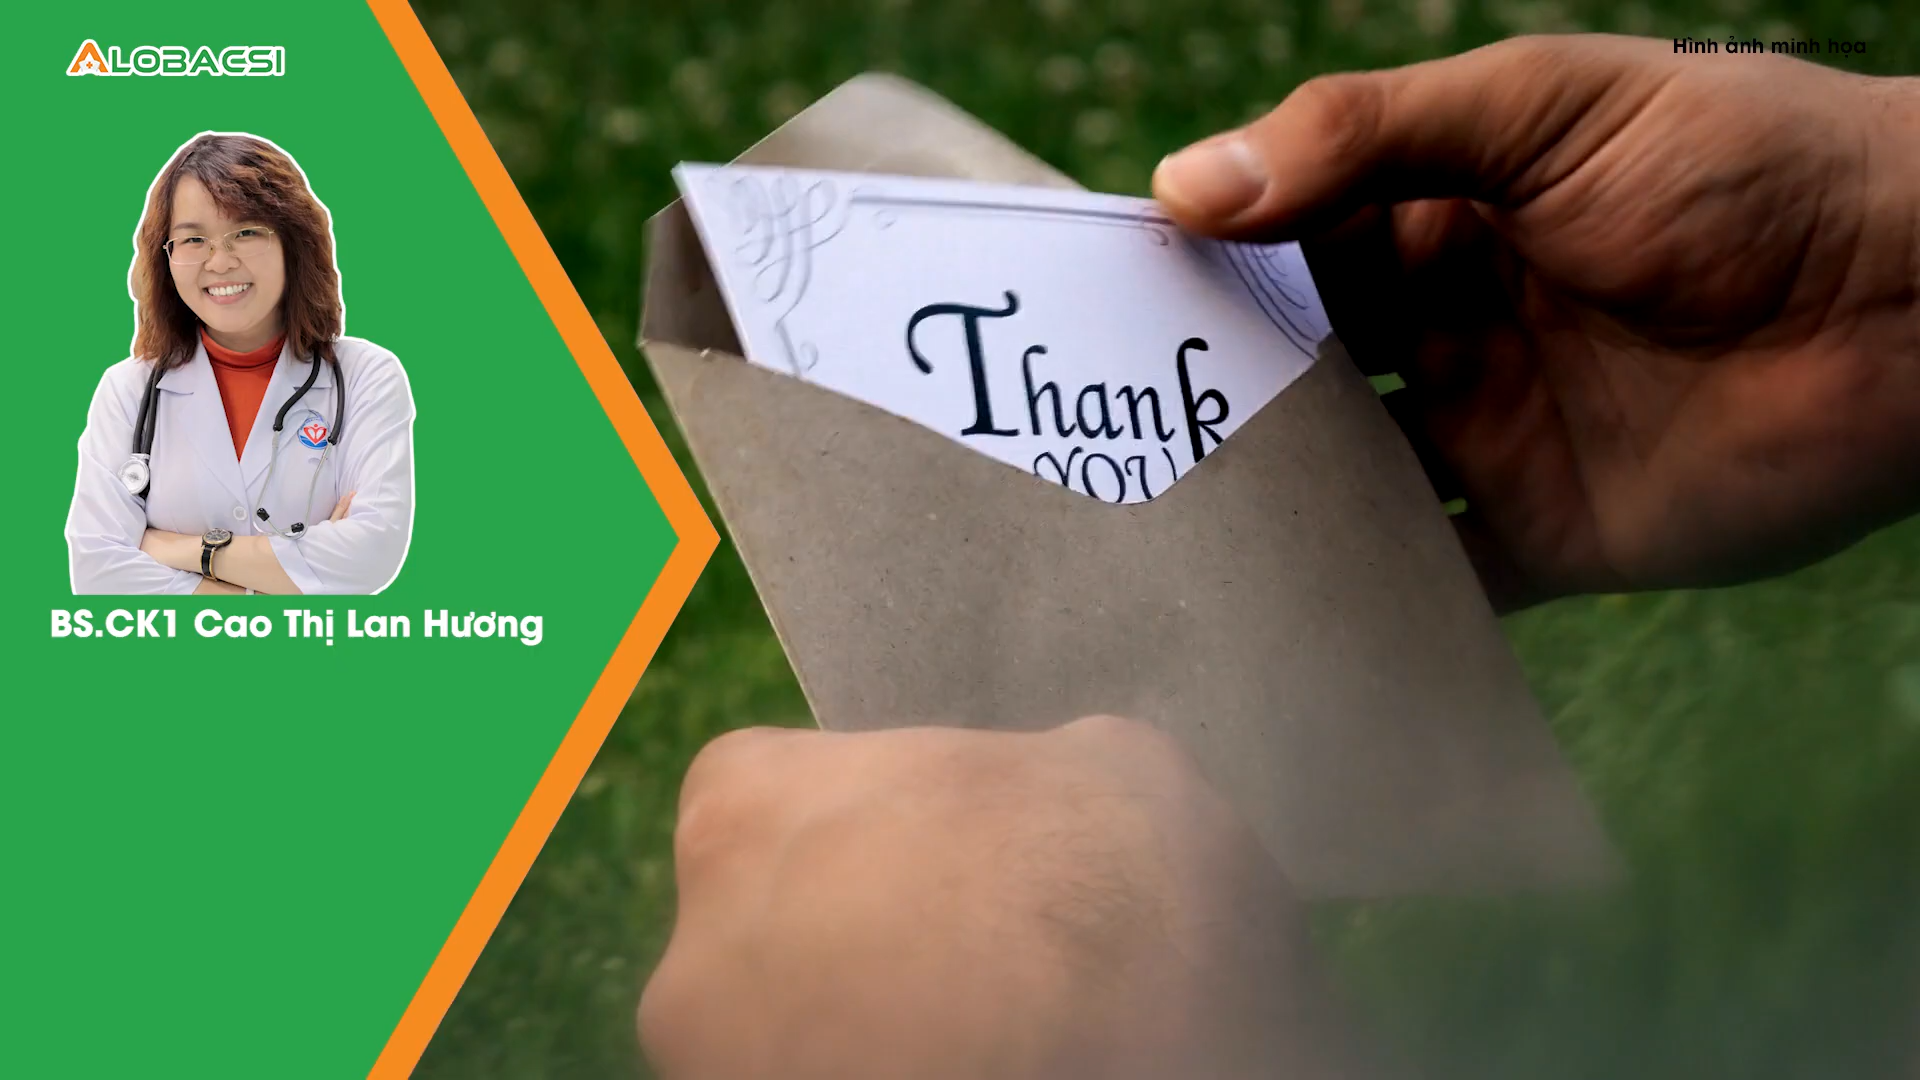 ALOBACSI
Hình ảnh minh họa
Thank
YOU
BS.CK1 Cao Thị Lan Hương